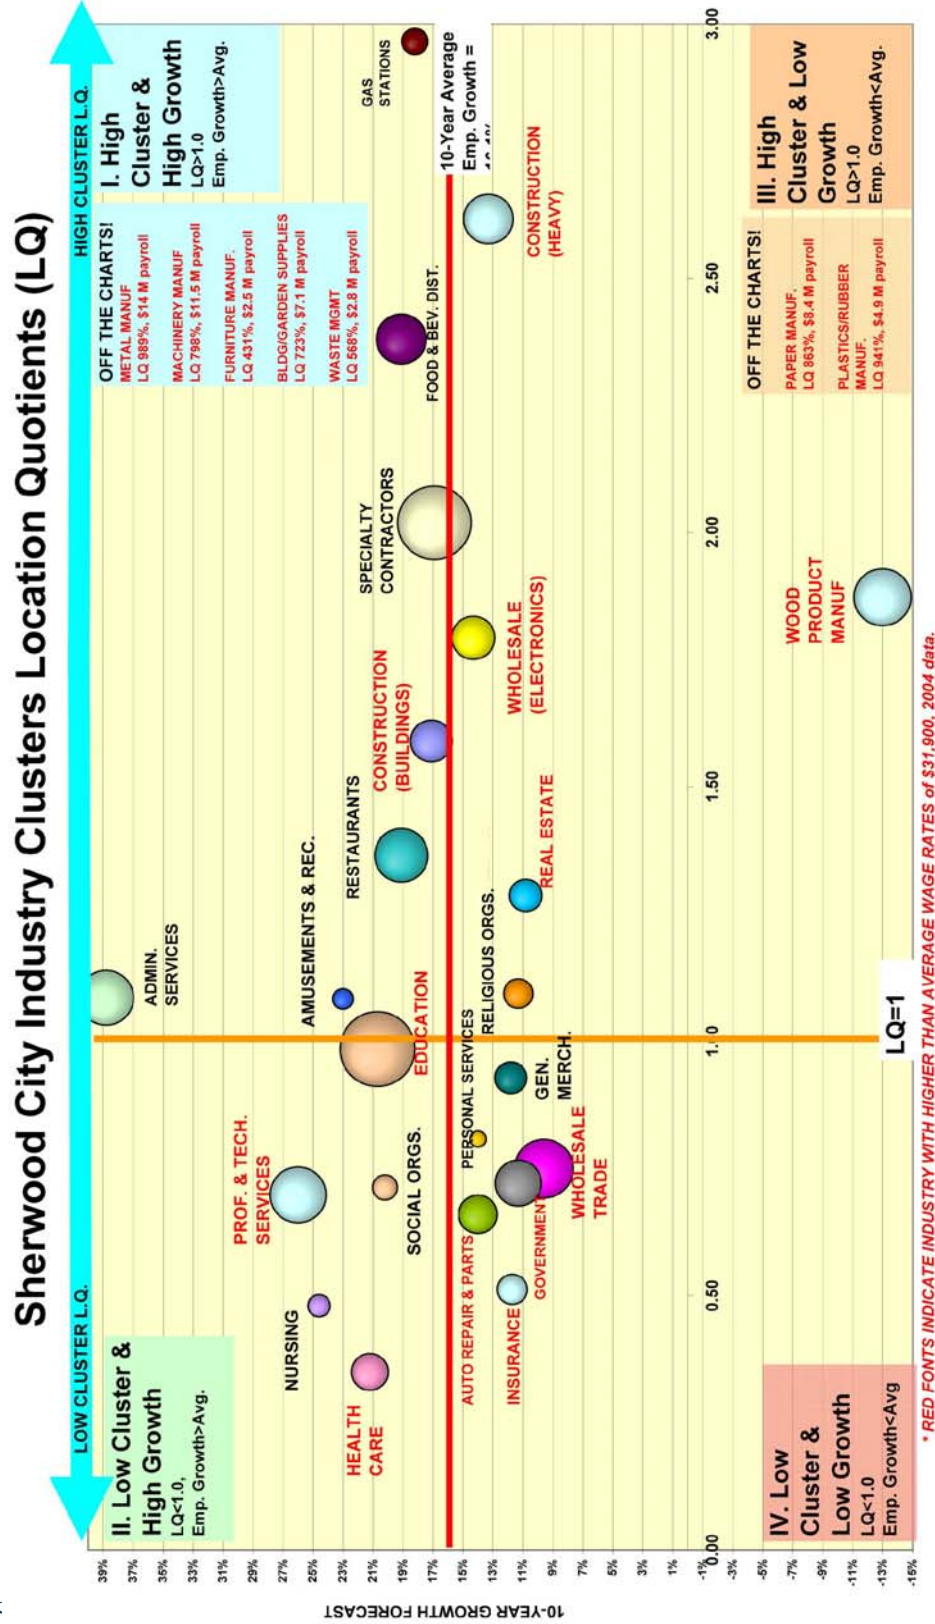 Sherwood City Industry Clusters Location Quotients (LQ)
LOW CLUSTER L.Q.
HIGH CLUSTER L.Q.
II. Low Cluster &
High Growth
LQ<1.0,
Emp. Growth>Avg.
I. High
Cluster &
High Growth
LQ>1.0
Emp. Growth>Avg.
OFF THE CHARTS!
METAL MANUF
LQ 989%, $14 M payroll
MACHINERY MANUF
LQ 798%, $11.5 M payroll
FURNITURE MANUF.
LQ 431%, $2.5 M payroll
BLDG/GARDEN SUPPLIES
LQ 723%, $7.1 M payroll
WASTE MGMT
LQ 568%, $2.8 M payroll
ADMIN.
SERVICES
PROF. & TECH.
SERVICES
NURSING
AMUSEMENTS & REC.
HEALTH
CARE
RESTAURANTS
SPECIALTY
CONTRACTORS
GAS
STATIONS
CONSTRUCTION
(BUILDINGS)
SOCIAL ORGS.
EDUCATION
FOOD & BEV. DIST.
10-Year Average
Emp. Growth =
AUTO REPAIR & PARTS
PERSONAL SERVICES
RELIGIOUS ORGS.
WHOLESALE
(ELECTRONICS)
CONSTRUCTION
(HEAVY)
INSURANCE
GOVERNMENT
GEN.
MERCH.
REAL ESTATE
WHOLESALE
TRADE
WOOD
PRODUCT
MANUF
OFF THE CHARTS!
PAPER MANUF.
LQ 863%, $8.4 M payroll
PLASTICS/RUBBER
MANUF.
LQ 941%, $4.9 M payroll
IV. Low
Cluster &
Low Growth
LQ<1.0
Emp. Growth<Avg
III. High
Cluster & Low
Growth
LQ>1.0
Emp. Growth<Avg.
LQ=1
10-YEAR GROWTH FORECAST
39%
37%
35%
33%
31%
29%
27%
25%
23%
21%
19%
17%
15%
13%
11%
9%
7%
5%
3%
1%
-1%
-3%
-5%
-7%
-9%
-11%
-13%
-15%
0.00
0.50
1.0
1.50
2.00
2.50
3.00
* RED FONTS INDICATE INDUSTRY WITH HIGHER THAN AVERAGE WAGE RATES of $31,900, 2004 data.